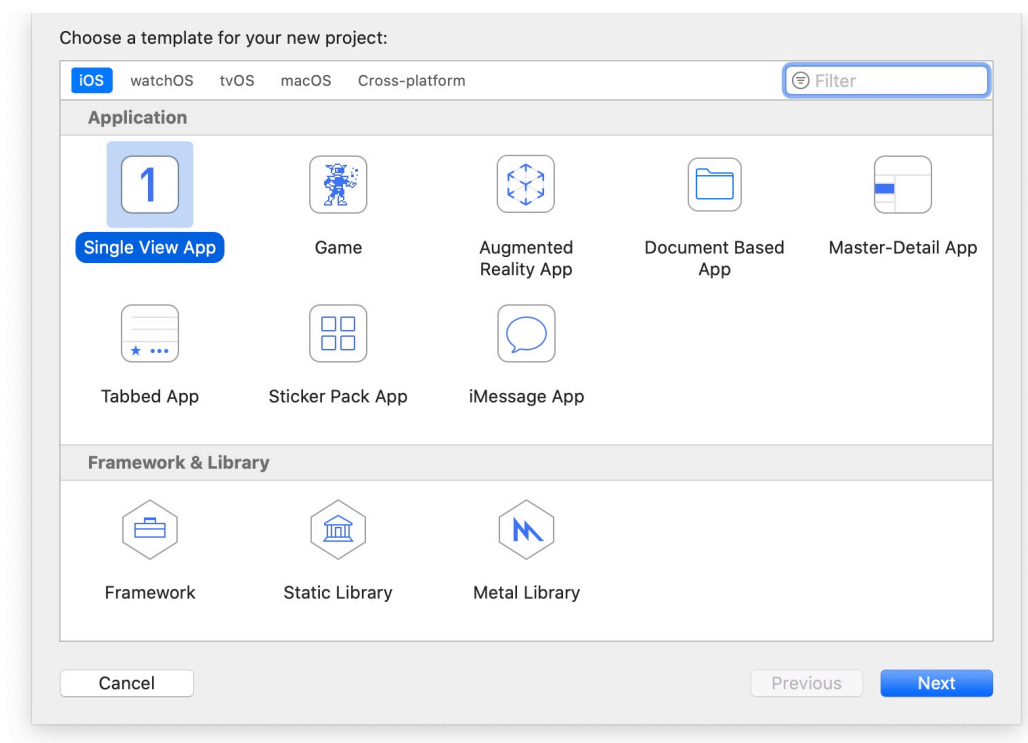 Choose a template for your new project:
iOS watchOS tvOS macOS Cross-platform Filter
Application
1
Single View App Game Augmented Reality App Document Based App Master-Detail App
Tabbed App Sticker Pack App iMessage App
Framework & Library
Framework Static Library Metal Library
Cancel Previous Next